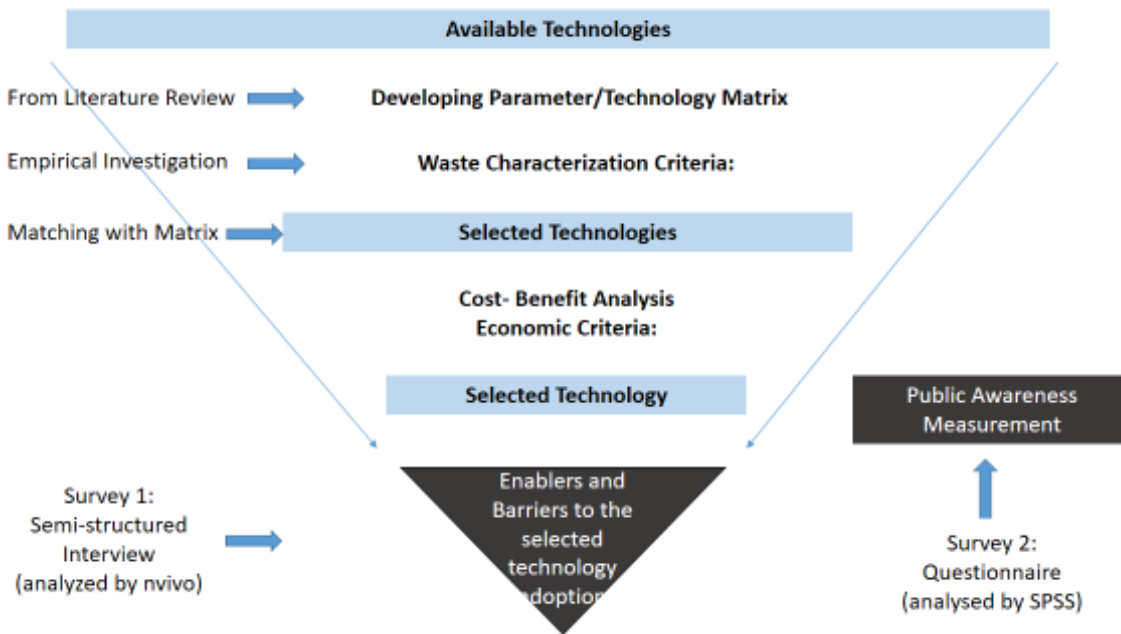 Available Technologies
From Literature Review
Developing Parameter/Technology Matrix
Empirical Investigation
Waste Characterization Criteria:
Matching with Matrix
Selected Technologies
Cost- Benefit Analysis
Economic Criteria:
Selected Technology
Public Awareness
Measurement
Enablers and
Barriers to the
selected
technology
adoption
Survey 1:
Semi-structured
Interview
(analyzed by nvivo)
Survey 2:
Questionnaire
(analysed by SPSS)